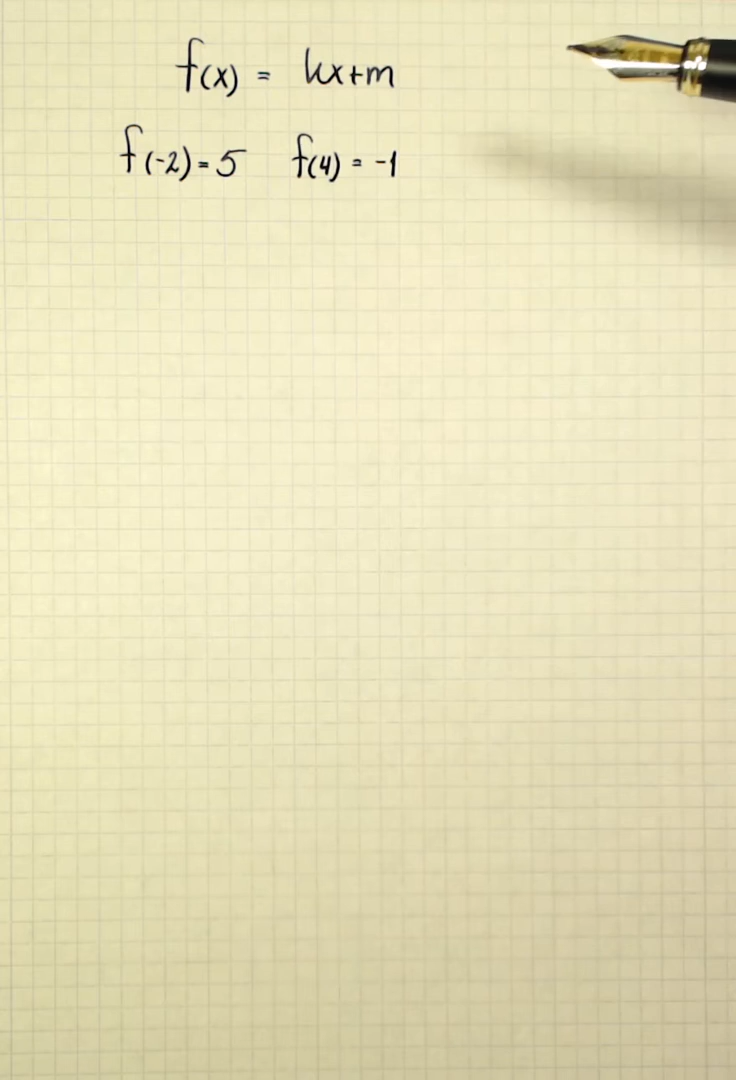 f(x) = kx+m
f(-2)=5 f(4) = -1